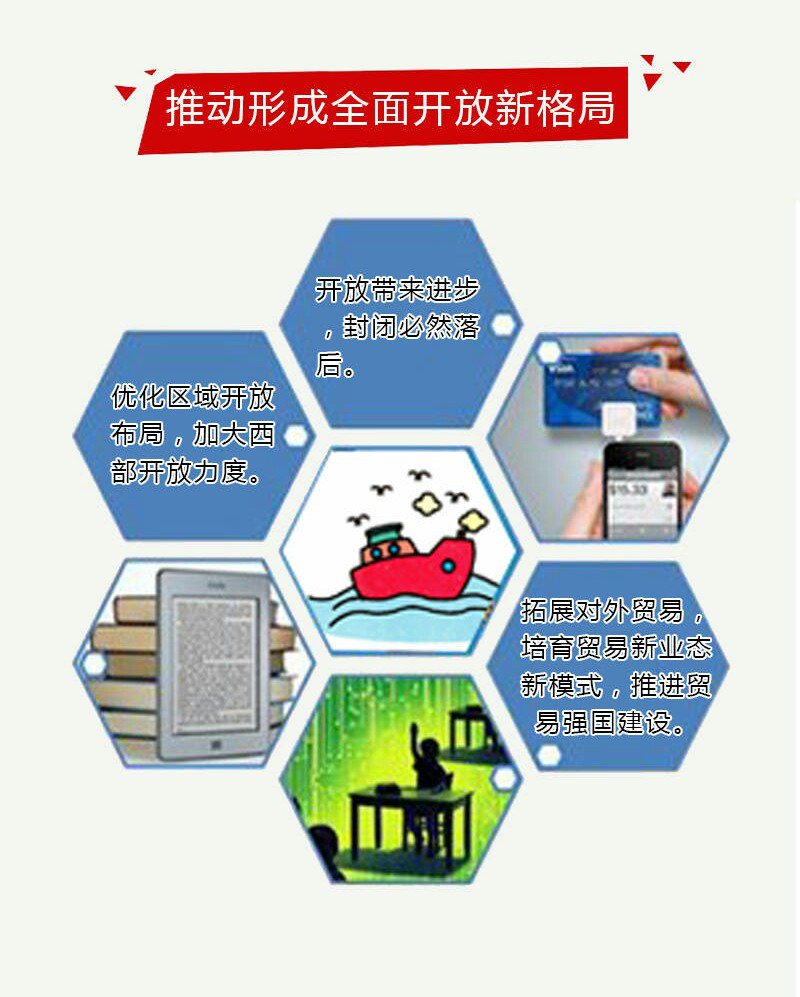 推动形成全面开放新格局
开放带来进步
，封闭必然落
后。
优化区域开放
布局，加大西
部开放力度。
VISA
$15.33
拓展对外贸易，
培育贸易新业态
新模式，推进贸
易强国建设。